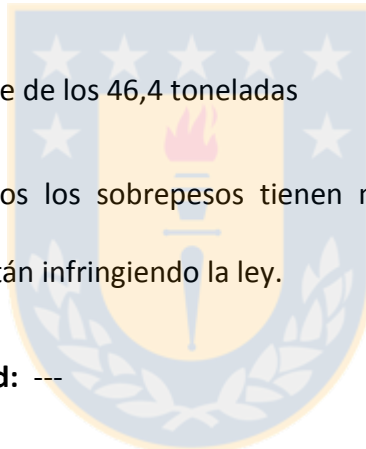 e de los 46,4 toneladas
os los sobrepesos tienen
tán infringiendo la ley.
d: ---